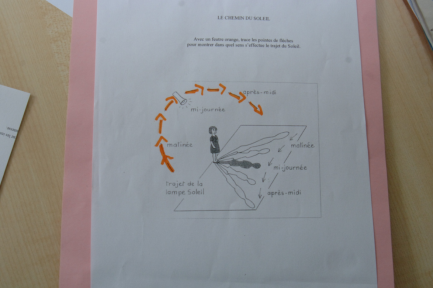 LE CHEMIN DU SOLEIL
Avec un feutre orange, trace les pointes de flèches
pour montrer dans quel sens s'effectue le trajet du Soleil.
après-midi
mi-journée
matinée
matinée
mi-journée
Trajet de la
lampe Soleil
après-midi